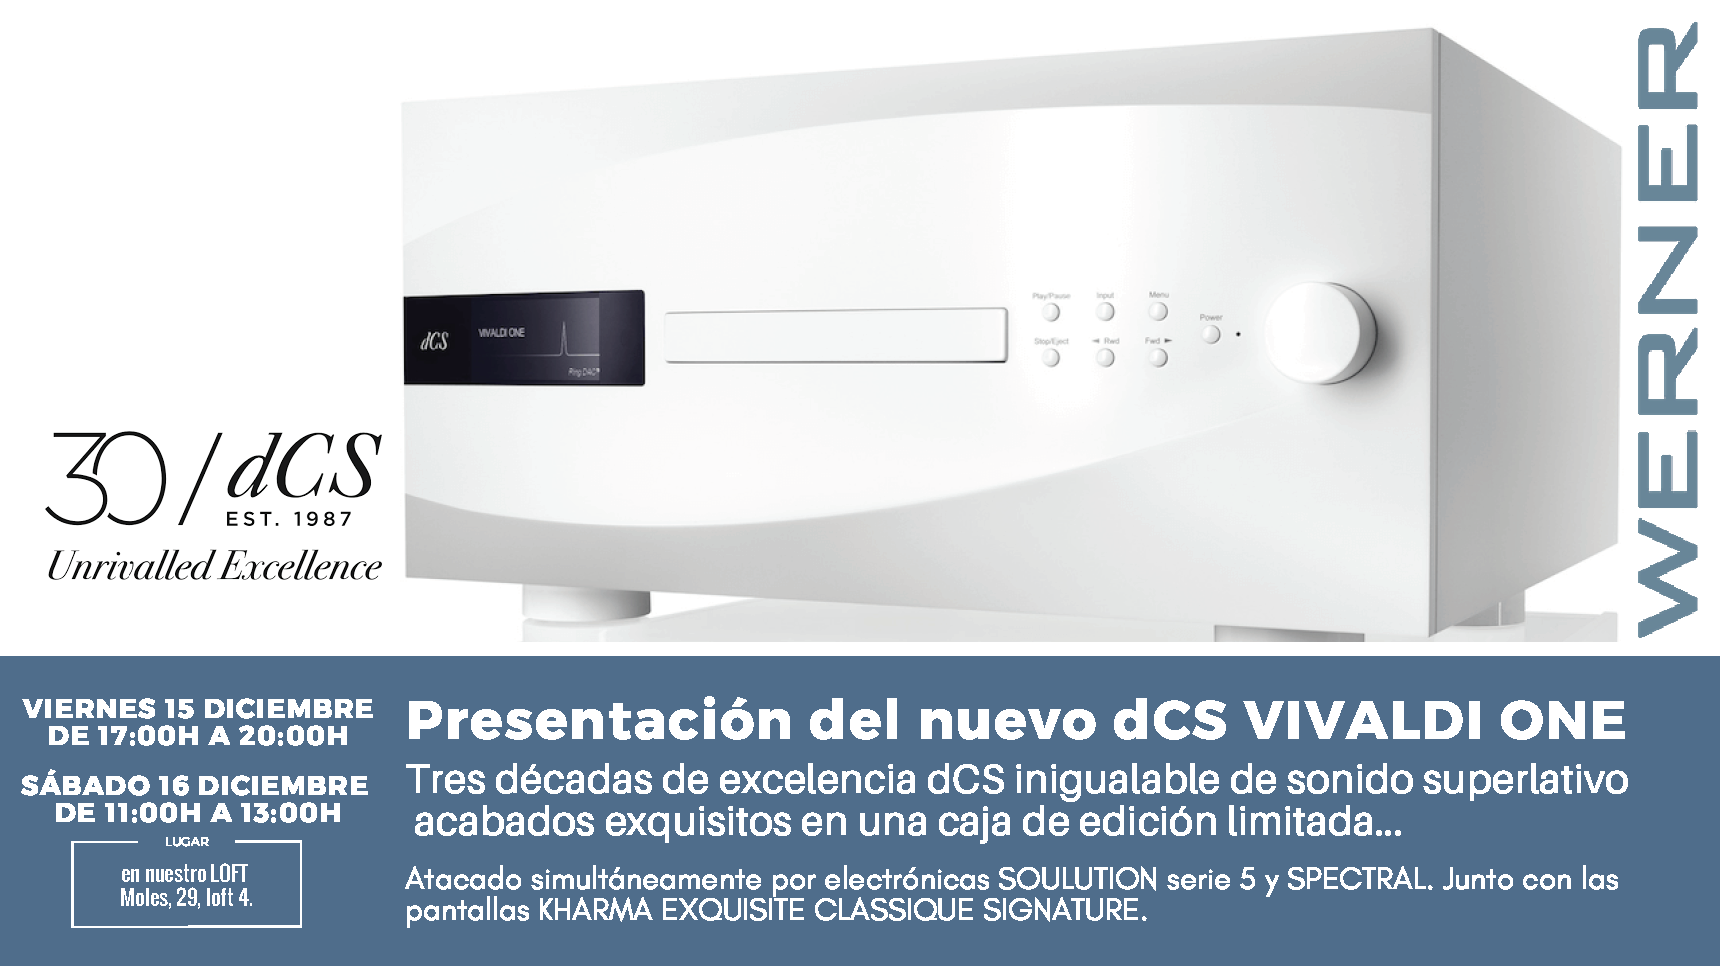 WERNER
dCS
VIVALDI ONE
Ping DAC?
Play/Pause
Input
Menu
Power
Stop/Eject
◄ Rwd
Fwd ►
30/dCS
EST. 1987
Unrivalled Excellence
VIERNES 15 DICIEMBRE
DE 17:00H A 20:00H
SÁBADO 16 DICIEMBRE
DE 11:00H A 13:00H
LUGAR
en nuestro LOFT
Moles, 29, loft 4.
Presentación del nuevo dCS VIVALDI ONE
Tres décadas de excelencia dCS inigualable de sonido superlativo
acabados exquisitos en una caja de edición limitada...
Atacado simultáneamente por electrónicas SOULUTION serie 5 y SPECTRAL. Junto con las
pantallas KHARMA EXQUISITE CLASSIQUE SIGNATURE.